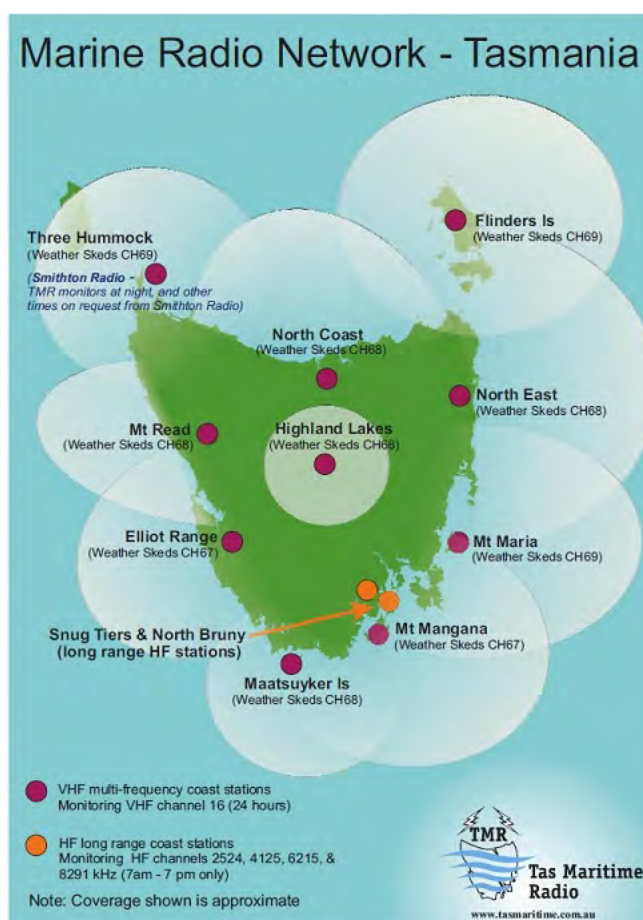 Marine Radio Network - Tasmania
Flinders Is
(Weather Skeds CH69)
Three Hummock
(Weather Skeds CH69)
(Smithton Radio -
TMR monitors at night, and other
times on request from Smithton Radio)
North Coast
(Weather Skeds CH68)
North East
(Weather Skeds CH68)
Mt Read
(Weather Skeds CH68)
Highland Lakes
(Weather Skeds CH68)
Elliot Range
(Weather Skeds CH67)
Mt Maria
(Weather Skeds CH69)
Snug Tiers & North Bruny
(long range HF stations)
Mt Mangana
(Weather Skeds CH67)
Maatsuyker Is
(Weather Skeds CH68)
VHF multi-frequency coast stations
Monitoring VHF channel 16 (24 hours)
HF long range coast stations
Monitoring HF channels 2524, 4125, 6215, &
8291 kHz (7am - 7 pm only)
Note: Coverage shown is approximate
TMR
Tas Maritime
Radio
www.tasmaritime.com.au